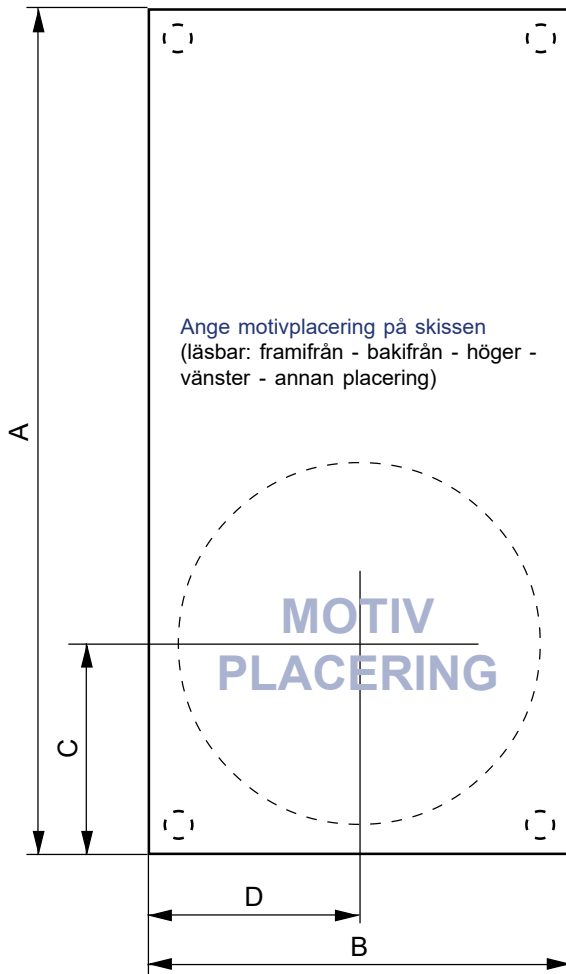 Ange motivplacering på skissen
(läsbar: framifrån - bakifrån - höger -
vänster - annan placering)
A
MOTIV
PLACERING
C
D
B